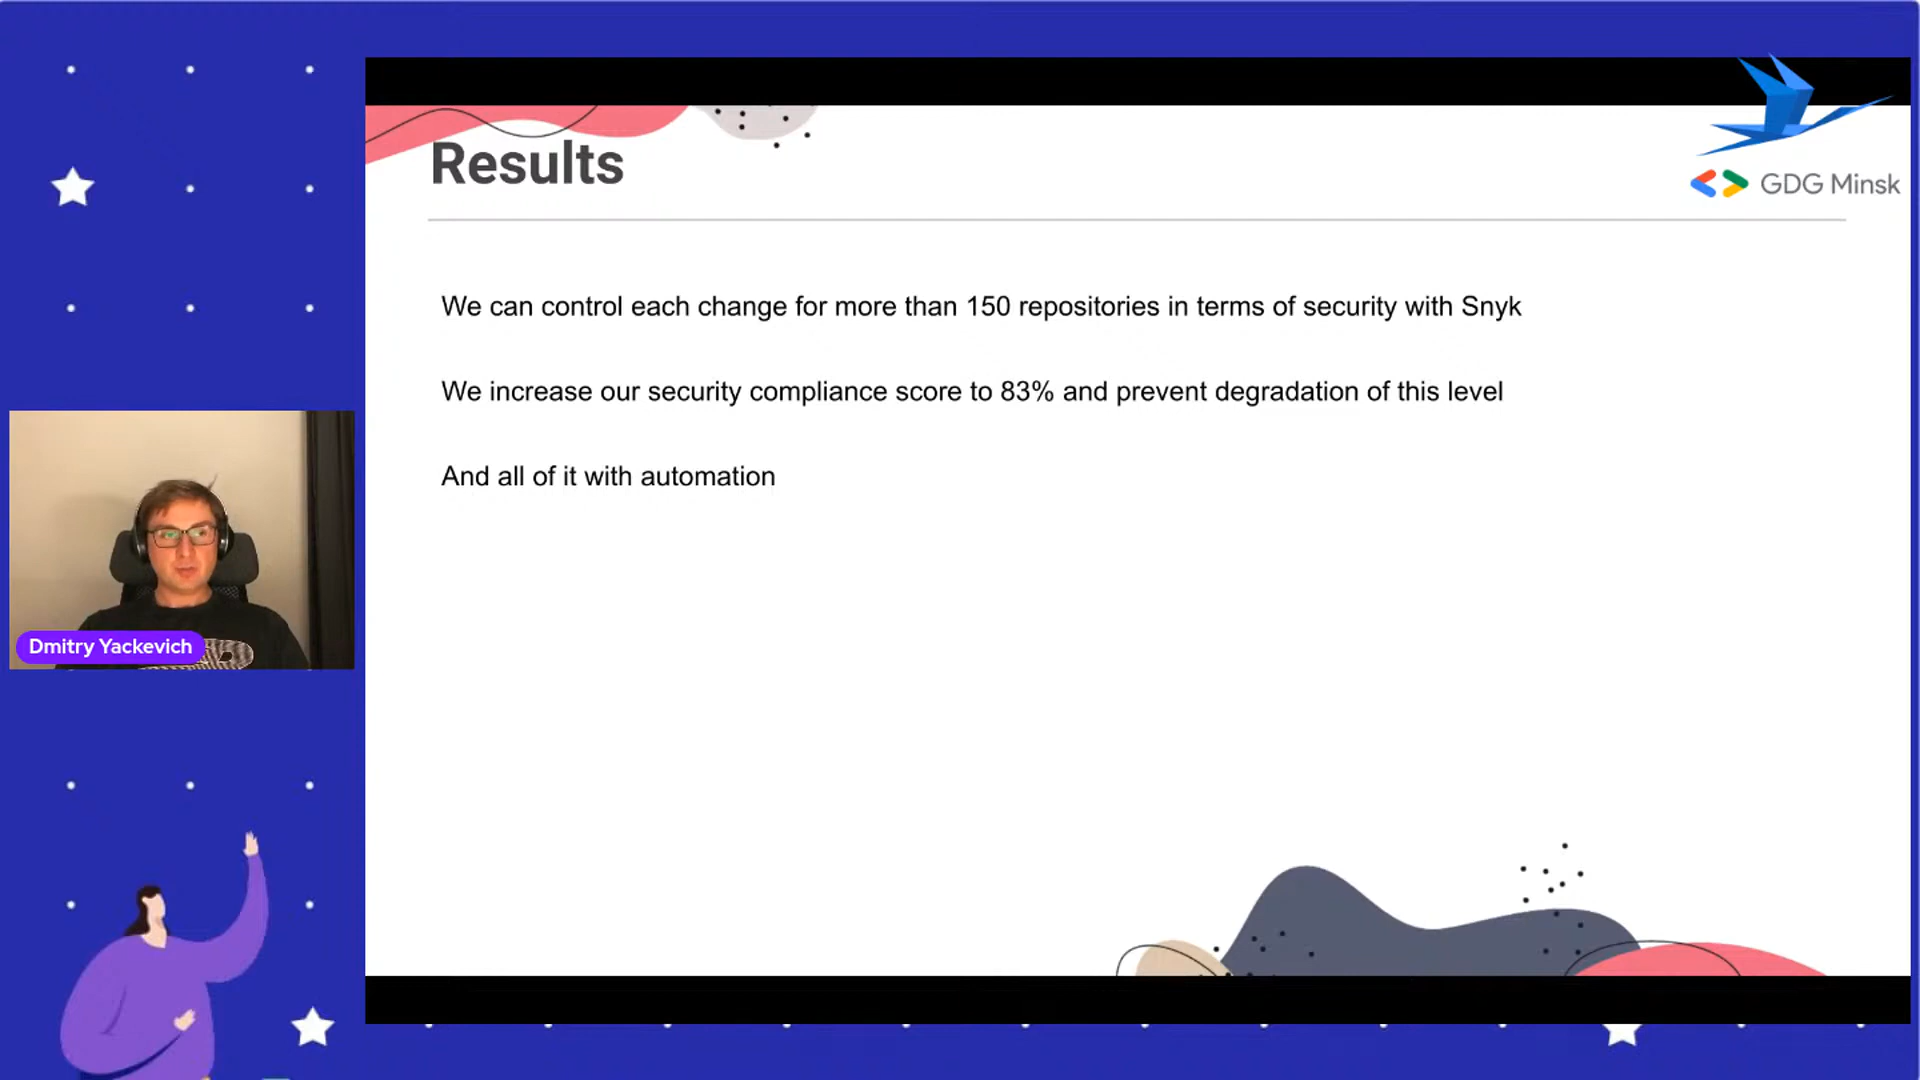 Results
GDG Minsk
We can control each change for more than 150 repositories in terms of security with Snyk
We increase our security compliance score to 83% and prevent degradation of this level
And all of it with automation
Dmitry Yackevich